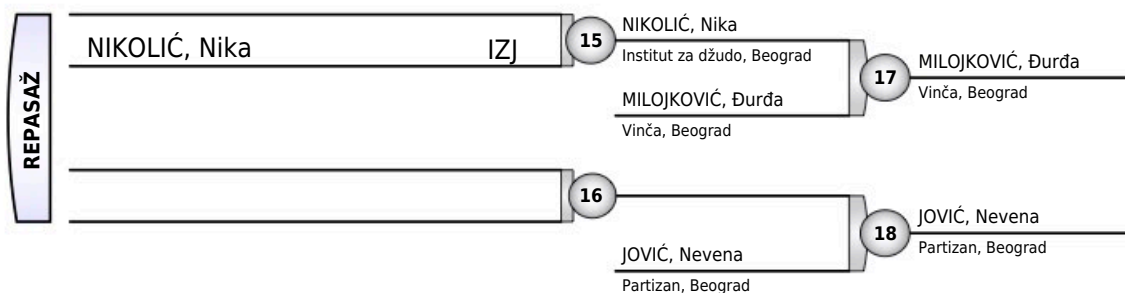 REPASAŽ
NIKOLIĆ, Nika IZJ
15
NIKOLIĆ, Nika
Institut za džudo, Beograd
MILOJKOVIĆ, Đurđa
Vinča, Beograd
17
MILOJKOVIĆ, Đurđa
Vinča, Beograd
16
JOVIĆ, Nevena
Partizan, Beograd
18
JOVIĆ, Nevena
Partizan, Beograd